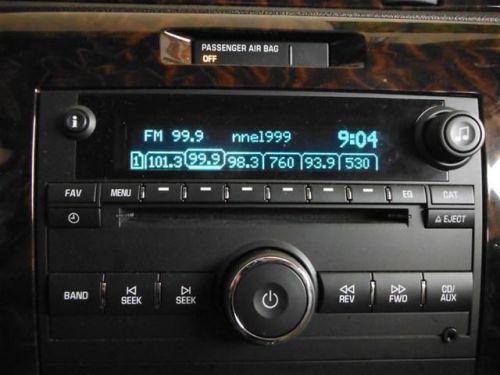 PASSENGER AIR BAG
OFF
i
FM 99.9 nnel999 9:04
1 101.3 99.9 98.3 760 93.9 530
FAV MENU EQ CAT
EJECT
BAND SEEK SEEK REV FWD CD/
AUX